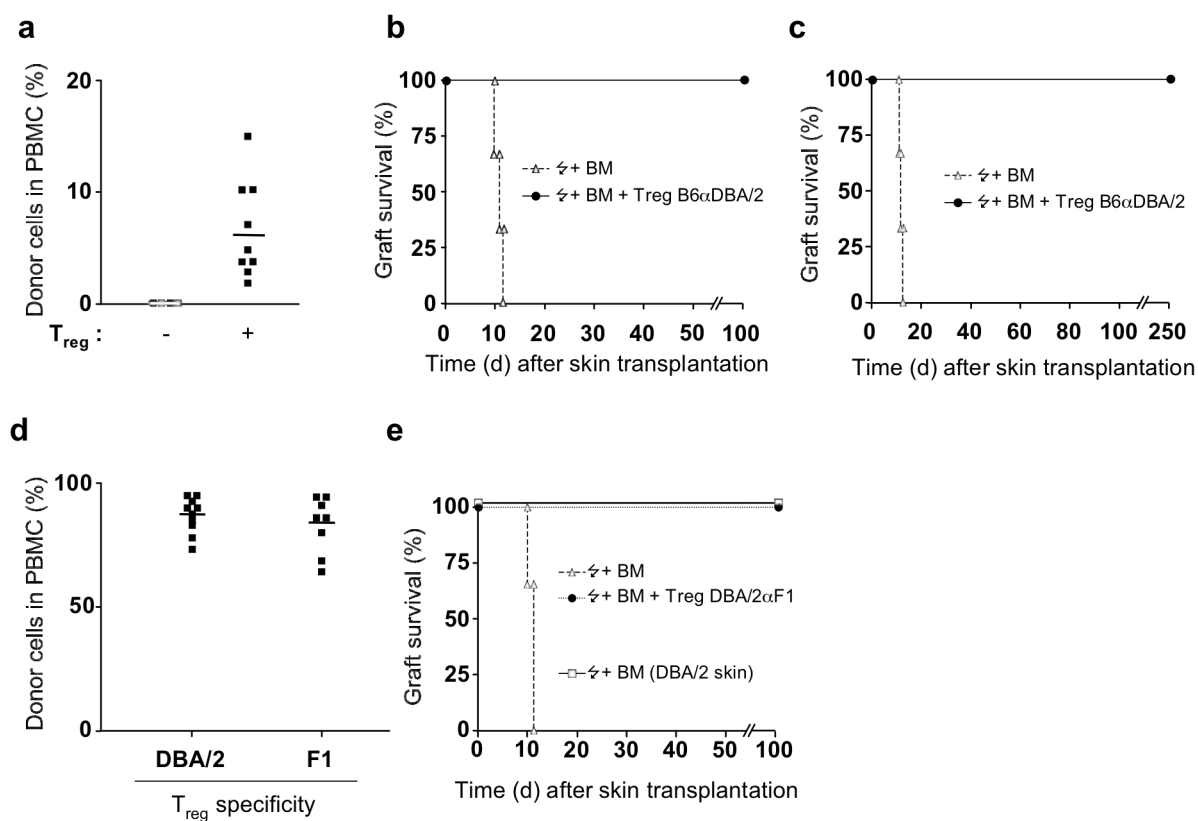 a
Donor cells in PBMC (%)
20
10
0
Treg : - +
b
Graft survival (%)
100
75
50
25
0
ϟ+ BM
ϟ+ BM + Treg B6αDBA/2
0 10 20 30 40 50 100
Time (d) after skin transplantation
c
Graft survival (%)
100
75
50
25
0
ϟ+ BM
ϟ+ BM + Treg B6αDBA/2
0 20 40 60 80 100 250
Time (d) after skin transplantation
d
Donor cells in PBMC (%)
100
50
0
DBA/2 F1
Treg specificity
e
Graft survival (%)
100
75
50
25
0
ϟ+ BM
ϟ+ BM + Treg DBA/2αF1
ϟ+ BM (DBA/2 skin)
0 10 20 30 40 50 100
Time (d) after skin transplantation